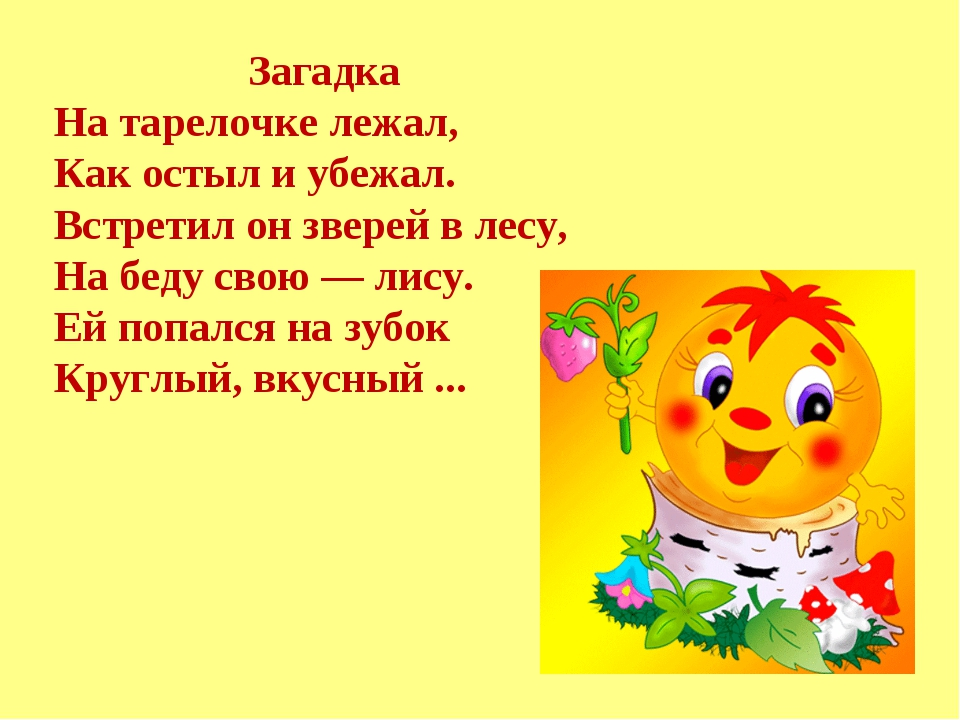 Загадка
На тарелочке лежал,
Как остыл и убежал.
Встретил он зверей в лесу,
На беду свою — лису.
Ей попался на зубок
Круглый, вкусный ...